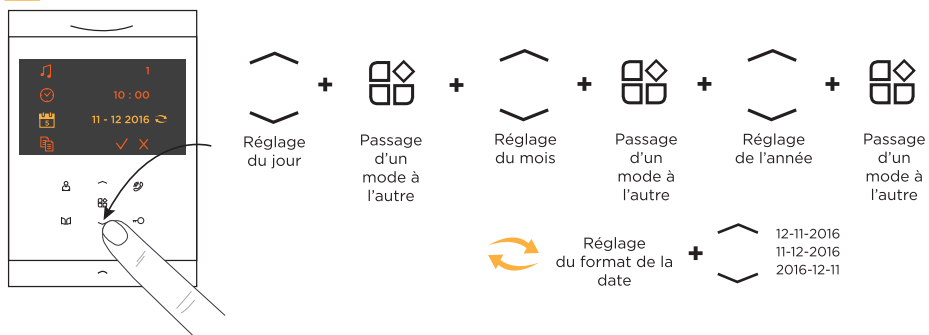 1
10 : 00
5
11 - 12 2016
Réglage
du jour
Passage
d'un
mode à
l'autre
Réglage
du mois
Passage
d'un
mode à
l'autre
Réglage
de l'année
Passage
d'un
mode à
l'autre
Réglage
du format de la
date
12-11-2016
11-12-2016
2016-12-11